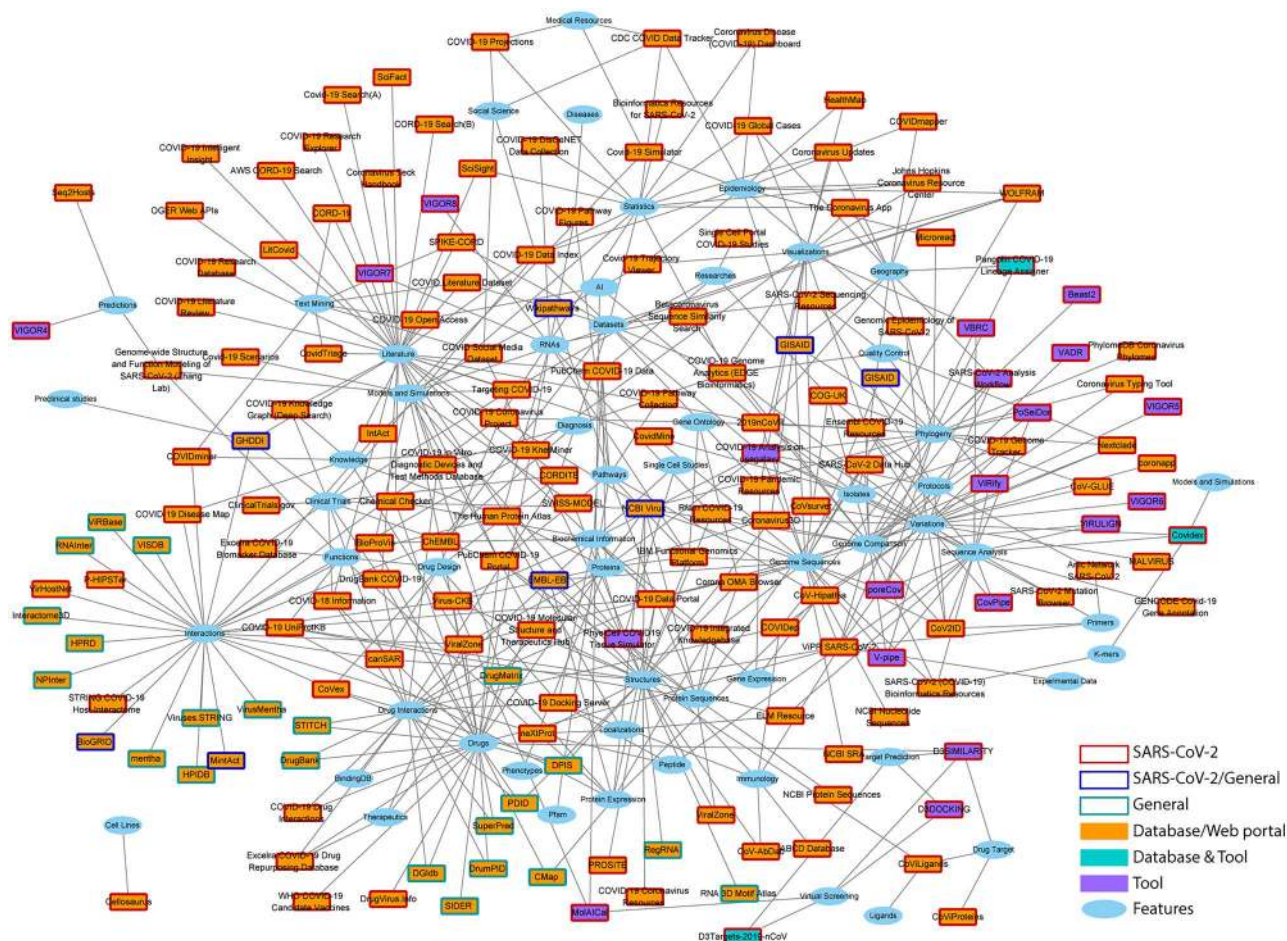 Medical Resources
COVID-19 Projections
CDC COVID Data Tracker
Coronavirus Disease
(COVID-19) Dashboard
SciFact
Covid-19 Search(A)
Social Science
Diseases
Bioinformatics Resources
for SARS-CoV-2
HealthMap
CORD-19 Search(B)
COVID-19 Global Cases
COVIDmapper
COVID-19 Research
Explorer
COVID-19 Intelligent
Insight
COVID-19 DisGeNET
Data Collection
Covid-19 Simulator
Coronavirus Updates
AWS CORD-19 Search
Coronavirus Tech
Handbook
SciSight
Johns Hopkins
Coronavirus Resource
Center
Seq2Hosts
VIGOR8
Epidemiology
WOLFRAM
OGER Web APIs
CORD-19
COVID-19 Pathway
Figures
Statistics
The Coronavirus App
Single Cell Portal
COVID-19 Studies
Microreact
LitCovid
SPIKE-CORD
COVID-19 Data Index
Covid-19 Trajectory
Viewer
Visualizations
Pangolin COVID-19
Lineage Assigner
COVID-19 Research
Database
VIGOR7
Researches
Geography
COVID Literature Dataset
AI
Beast2
Predictions
COVID-19 Literature
Review
Text Mining
Wikipathways
Betacoronavirus
Sequence Similarity
Search
SARS-CoV-2 Sequencing
Resources
COVID-19 Open Access
Datasets
Genomic Epidemiology of
SARS-CoV-2
VBRC
VIGOR4
Genome-wide Structure
and Function Modeling of
SARS-CoV-2 (Zhang
Lab)
Covid-19 Scenarios
CovidTriage
Literature
COVID Social Media
Dataset
RNAs
GISAID
Quality Control
VADR
PhylomeDB Coronavirus
Phylomes
PubChem COVID-19 Data
COVID-19 Genome
Analytics (EDGE
Bioinformatics)
GISAID
SARS-CoV-2 Analysis
Workflow
Coronavirus Typing Tool
Preclinical studies
Models and Simulations
Targeting COVID-19
COVID-19 Pathway
Collection
COG-UK
PoSeiDon
VIGOR5
COVID-19 Knowledge
Graph (Deep Search)
COVID-19 Coronavirus
Project
Diagnosis
Gene Ontology
2019nCoVR
Ensembl COVID-19
Resources
Phylogeny
GHDDI
IntAct
COVID-19 KnetMiner
CovidMine
COVID-19 Genome
Tracker
Nextclade
COVIDminer
Knowledge
COVID-19 In Vitro
Diagnostic Devices and
Test Methods Database
CORDITE
Single Cell Studies
COVID-19 Analysis on
SARS-CoV-2 Data Hub
coronapp
Pathways
COVID-19 Pandemic
Resources
Isolates
Protocols
VIRify
CoV-GLUE
Models and Simulations
ClinicalTrials.gov
Clinical Trials
Chemical Checker
SWISS-MODEL
NCBI Virus
VIGOR6
COVID-19 Disease Map
The Human Protein Atlas
Rfam COVID-19
Resources
Coronavirus3D
CoVsurver
Variations
VIRULIGN
Covidex
ViRBase
RNAInter
VISDB
Excelra COVID-19
Biomarker Database
BioProVis
ChEMBL
Biochemical Information
Genome Comparison
Functions
Drug Design
PubChem COVID-19
Portal
IBM Functional Genomics
Platform
Genome Sequences
Sequence Analysis
MALVIRUS
P-HIPSTer
VirHostNet
DrugBank COVID-19
Proteins
Corona OMA Browser
Artic Network
SARS-CoV2
COVID-19 Information
Virus-CKB
COVID-19 Data Portal
CoV-Hipathia
CovPipe
SARS-CoV-2 Mutation
Browser
GENCODE Covid-19
Gene Annotation
Interactome3D
Interactions
COVID-19 UniProtKB
COVID-19 Molecular
Structure and
Therapeutics Hub
PhysiCell COVID19
Tissue Simulator
COVID-19 Integrated
Knowledgebase
COVIDep
CoV2ID
Primers
HPRD
ViralZone
ViPR SARS-CoV-2
V-pipe
K-mers
NPInter
canSAR
DrugMatrix
Structures
Gene Expression
SARS-CoV-2 (COVID-19)
Bioinformatics Resources
Experimental Data
STRING COVID-19
Host Interactome
CoVex
Protein Sequences
VirusMentha
Viruses.STRING
Drug Interactions
COVID-19 Docking Server
NCBI Nucleotide
Sequences
STITCH
neXtProt
Localizations
ELM Resource
BioGRID
mentha
MintAct
DrugBank
Drugs
NCBI SRA
Target Prediction
D3SIMILARITY
HPIDB
BindingDB
Phenotypes
DPIS
Peptide
Immunology
PDID
Protein Expression
NCBI Protein Sequences
D3DOCKING
Cell Lines
COVID-19 Drug
Interactions
Therapeutics
SuperPred
Pfam
ViralZone
Excelra COVID-19 Drug
Repurposing Database
DGIdb
DrumPID
CMap
PROSITE
RegRNA
CoV-AbDab
ABCD Database
CoViLigands
Drug Target
Cellosaurus
WHO COVID-19
Candidate Vaccines
DrugVirus.Info
SIDER
MolAICal
COVID-19 Coronavirus
Resources
RNA 3D Motif Atlas
Virtual Screening
Ligands
CoViProteins
D3Targets-2019-nCoV
SARS-CoV-2
SARS-CoV-2/General
General
Database/Web portal
Database & Tool
Tool
Features